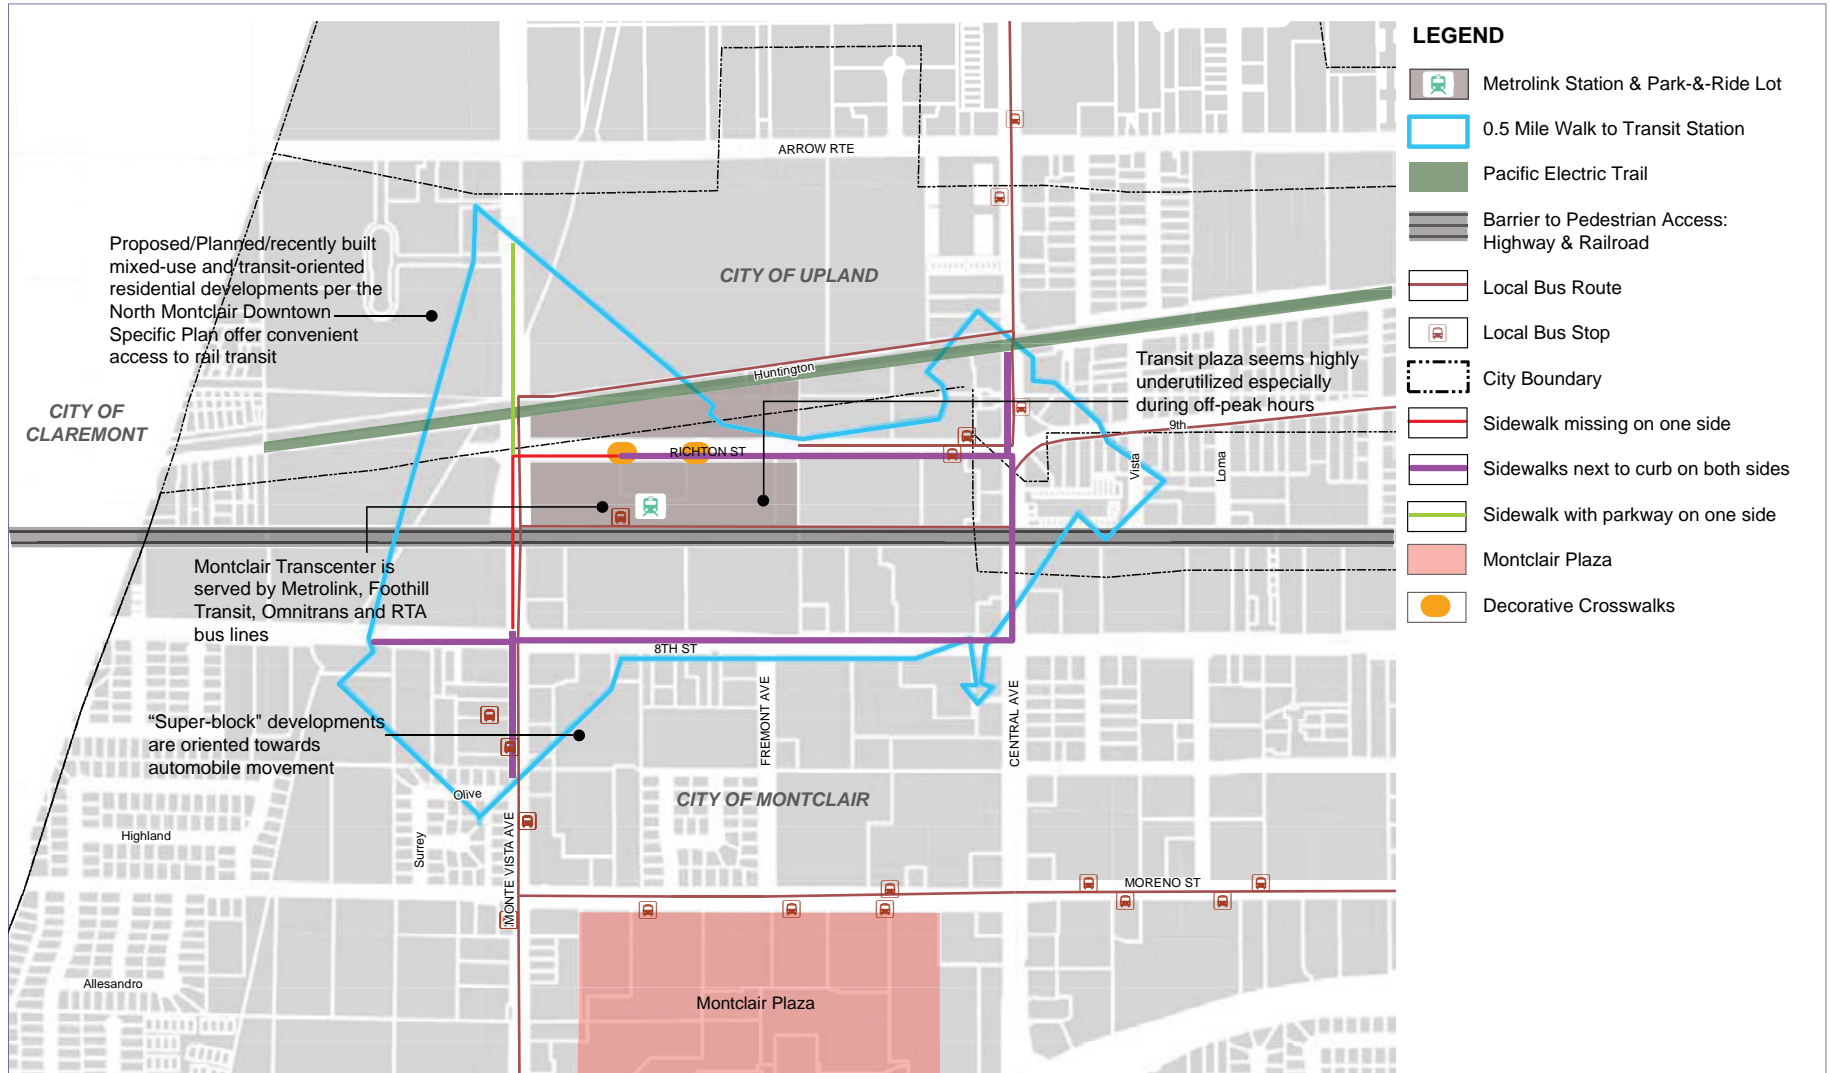 LEGEND
Metrolink Station & Park-&-Ride Lot
0.5 Mile Walk to Transit Station
Pacific Electric Trail
Barrier to Pedestrian Access:
Highway & Railroad
Local Bus Route
Local Bus Stop
City Boundary
Sidewalk missing on one side
Sidewalks next to curb on both sides
Sidewalk with parkway on one side
Montclair Plaza
Decorative Crosswalks
ARROW RTE
Proposed/Planned/recently built
mixed-use and transit-oriented
residential developments per the
North Montclair Downtown
Specific Plan offer convenient
access to rail transit
CITY OF UPLAND
Huntington
Transit plaza seems highly
underutilized especially
during off-peak hours
CITY OF
CLAREMONT
9th
RICHTON ST
Vista
Loma
Montclair Transcenter is
served by Metrolink, Foothill
Transit, Omnitrans and RTA
bus lines
8TH ST
FREMONT AVE
CENTRAL AVE
“Super-block" developments
are oriented towards
automobile movement
Olive
CITY OF MONTCLAIR
Highland
Surrey
MONTE VISTA AVE
MORENO ST
Allesandro
Montclair Plaza